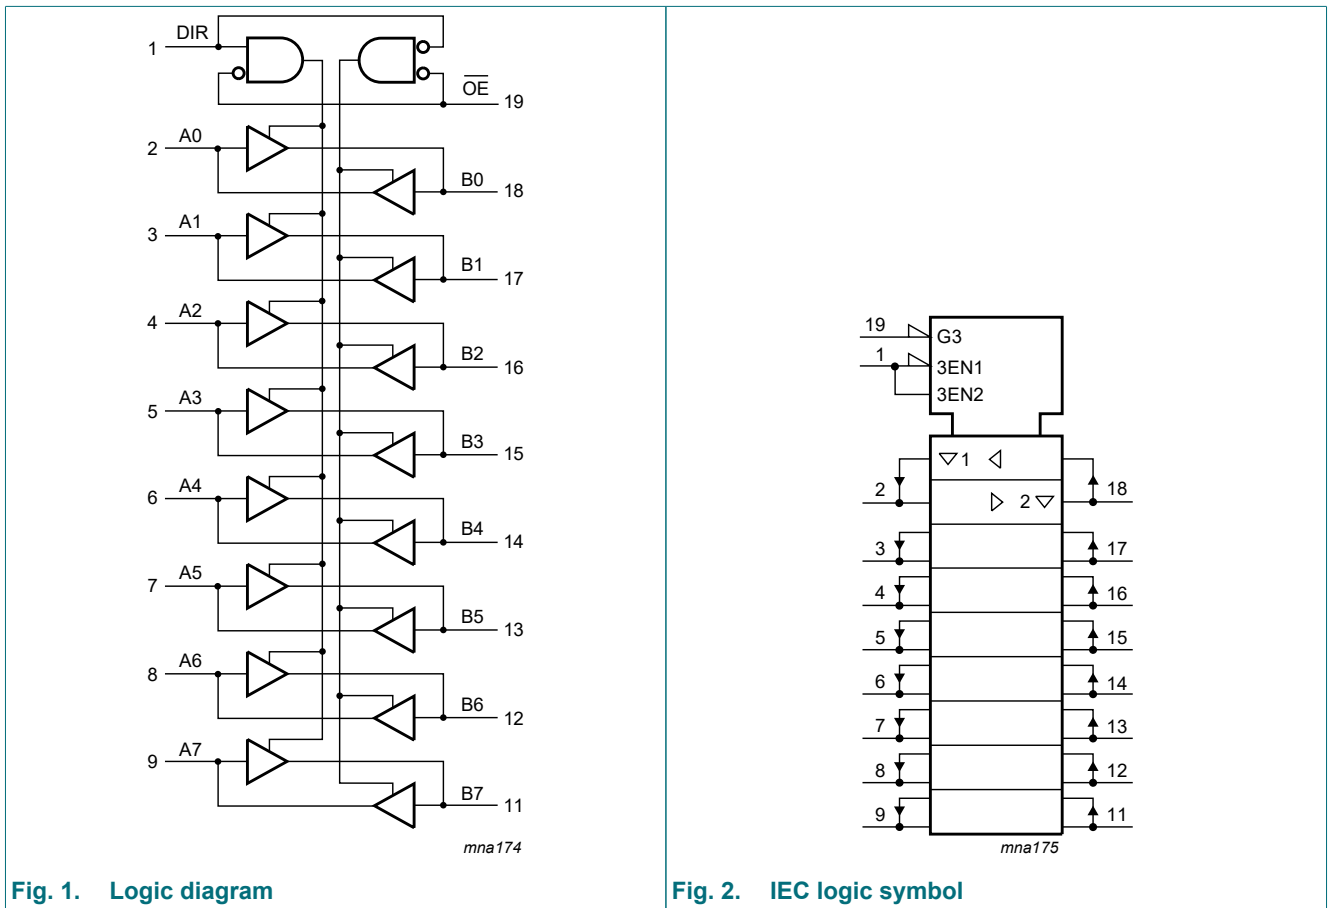 1 DIR
OE
19
2 A0
B0 18
3 A1
B1 17
4 A2
B2 16
5 A3
B3 15
6 A4
B4 14
7 A5
B5 13
8 A6
B6 12
9 A7
B7 11
mna174
Fig. 1. Logic diagram
19 G3
1 3EN1
3EN2
1
2 2 18
3 17
4 16
5 15
6 14
7 13
8 12
9 11
mna175
Fig. 2. IEC logic symbol